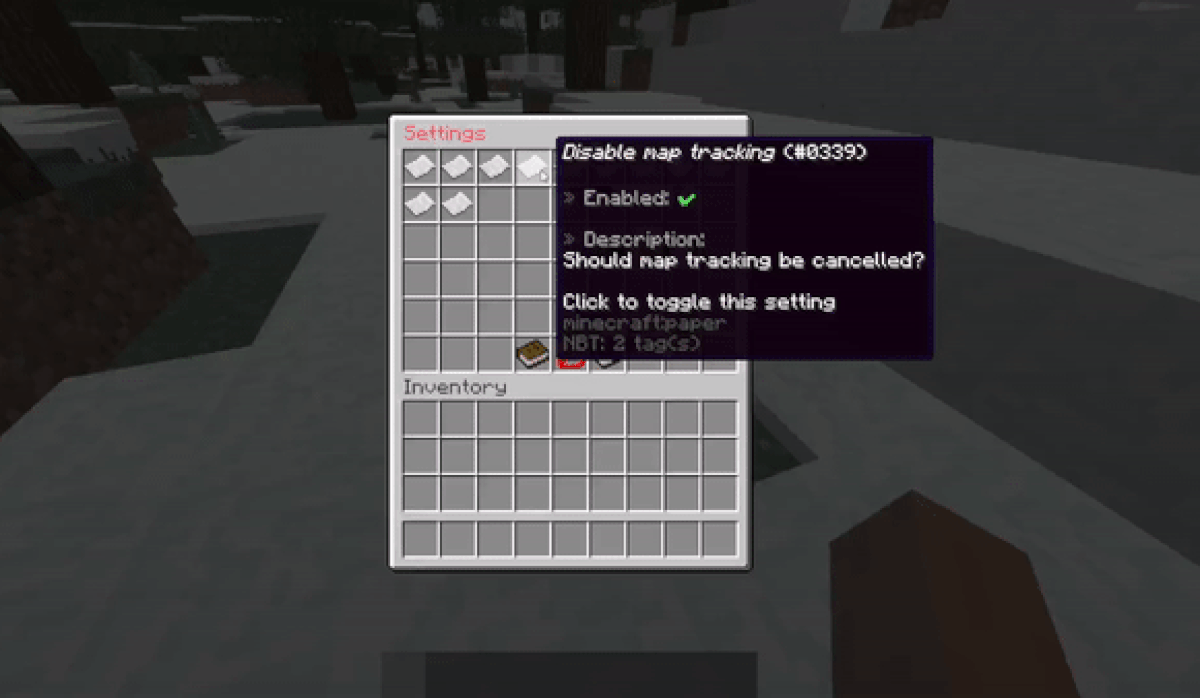 Settings
Disable map tracking (#0339)
» Enabled: ✔
» Description:
Should map tracking be cancelled?
Click to toggle this setting
minecraft:paper
NBT: 2 tag(s)
Inventory